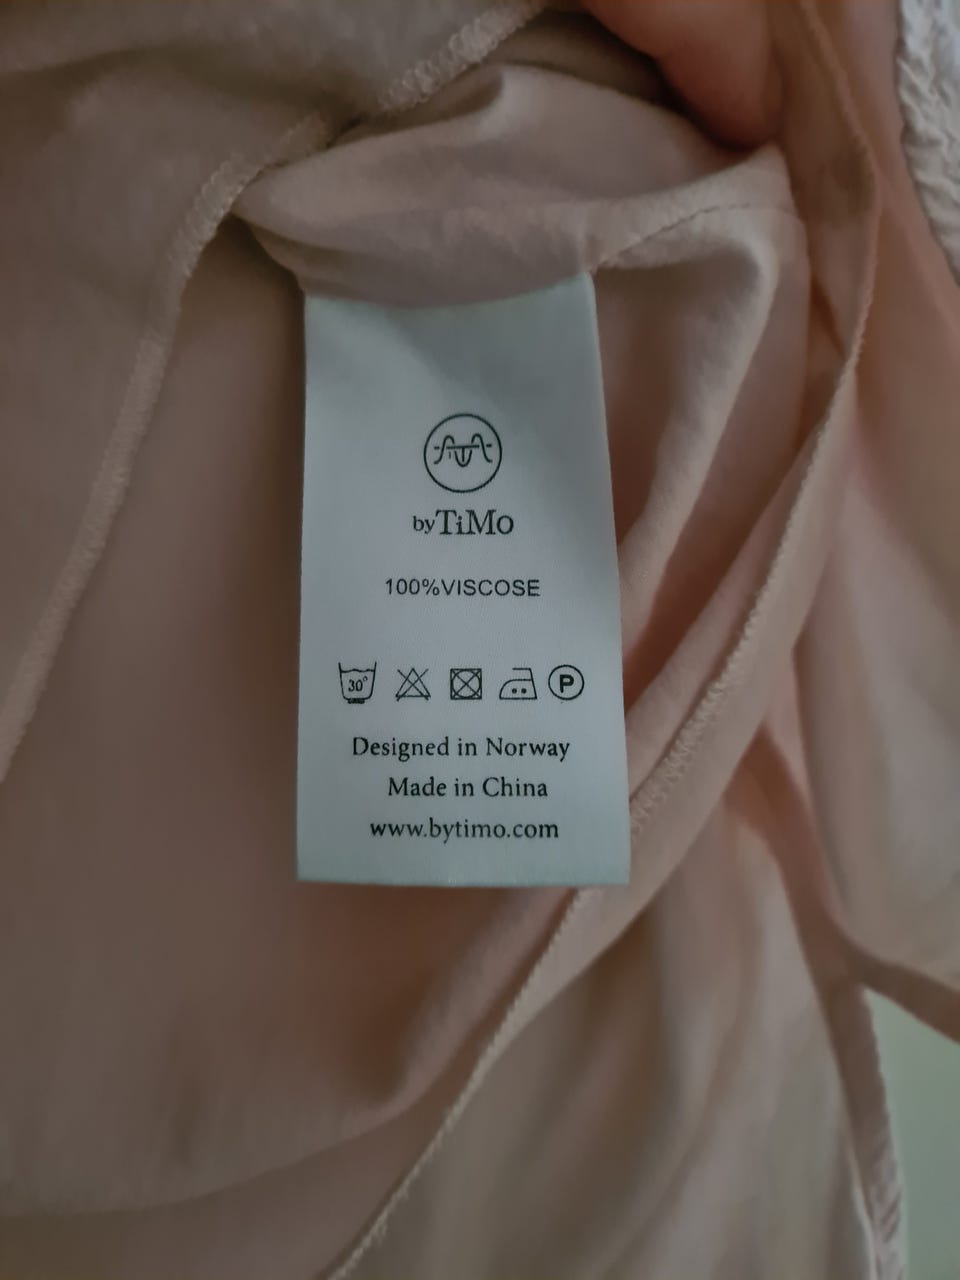 byTiMo
100%VISCOSE
30°
P
Designed in Norway
Made in China
www.bytimo.com